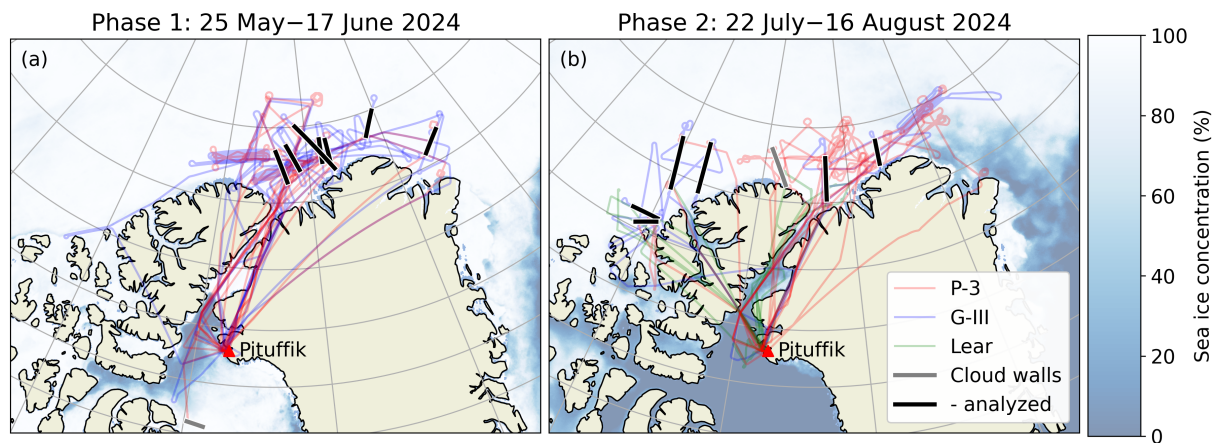 Phase 1: 25 May−17 June 2024
Phase 2: 22 July−16 August 2024
(a)
Pituffik
(b)
Pituffik
P-3
G-III
Lear
Cloud walls
- analyzed
100
80
60
40
20
0
Sea ice concentration (%)